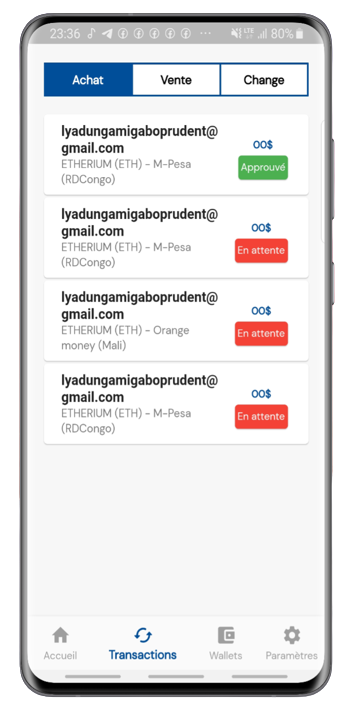 23:36 ... LTE 80%
Achat Vente Change
lyadungamigaboprudent@
gmail.com
ETHERIUM (ETH) - M-Pesa
(RDCongo)
00$
Approuvé
lyadungamigaboprudent@
gmail.com
ETHERIUM (ETH) - M-Pesa
(RDCongo)
00$
En attente
lyadungamigaboprudent@
gmail.com
ETHERIUM (ETH) - Orange
money (Mali)
00$
En attente
lyadungamigaboprudent@
gmail.com
ETHERIUM (ETH) - M-Pesa
(RDCongo)
00$
En attente
Accueil Transactions Wallets Paramètres